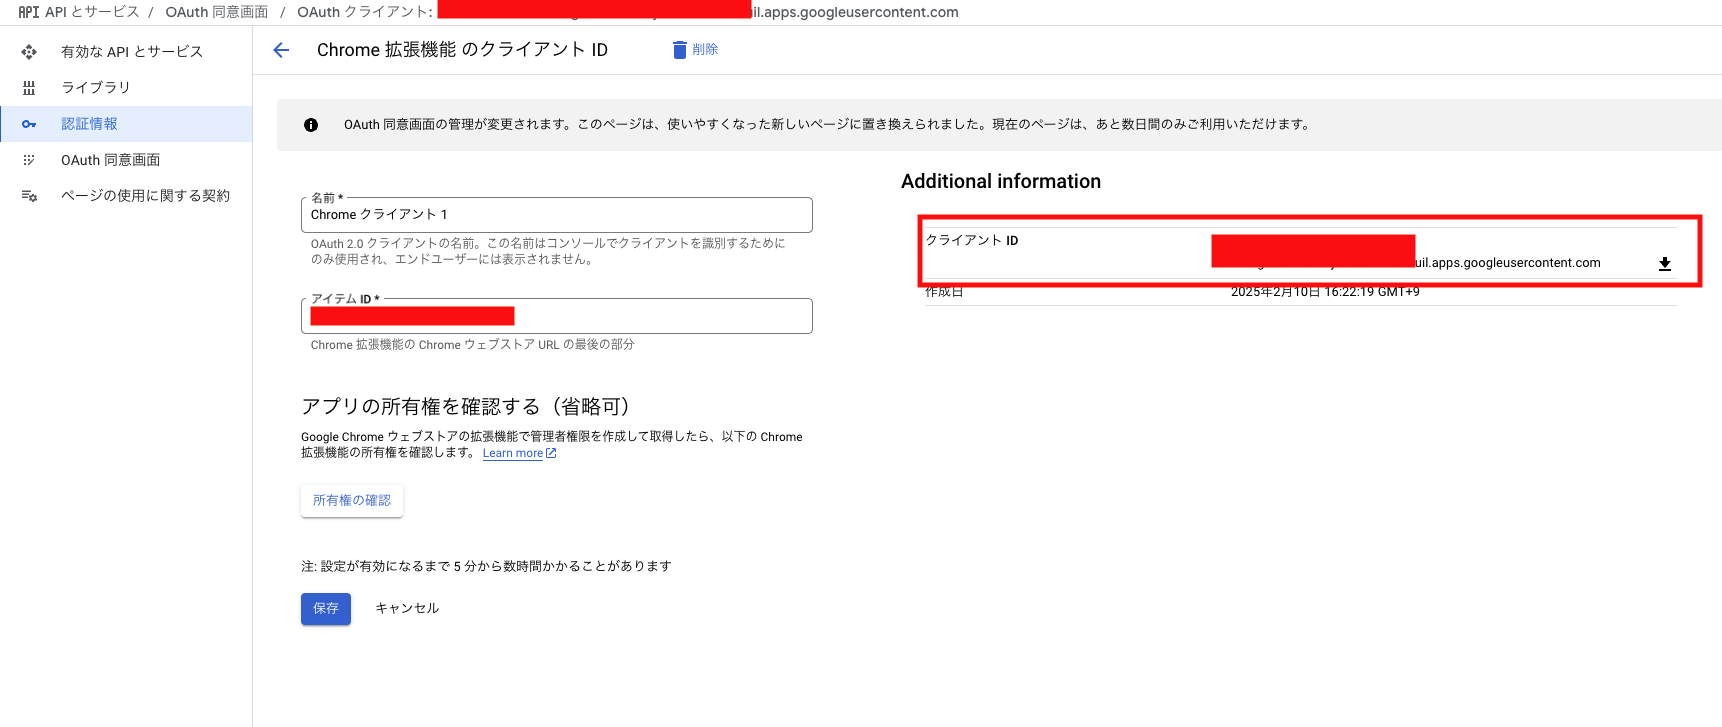 API API とサービス / OAuth 同意画面 / OAuth クライアント: il.apps.googleusercontent.com
有効な API とサービス
ライブラリ
認証情報
OAuth 同意画面
ページの使用に関する契約
Chrome 拡張機能 のクライアント ID
削除
OAuth 同意画面の管理が変更されます。このページは、使いやすくなった新しいページに置き換えられました。現在のページは、あと数日間のみご利用いただけます。
名前 *
Chrome クライアント 1
OAuth 2.0 クライアントの名前。この名前はコンソールでクライアントを識別するために
のみ使用され、エンドユーザーには表示されません。
アイテム ID *
Chrome 拡張機能の Chrome ウェブストア URL の最後の部分
アプリの所有権を確認する（省略可）
Google Chrome ウェブストアの拡張機能で管理者権限を作成して取得したら、以下の Chrome
拡張機能の所有権を確認します。 Learn more
所有権の確認
注: 設定が有効になるまで 5 分から数時間かかることがあります
保存
キャンセル
Additional information
クライアント ID
uil.apps.googleusercontent.com
作成日
2025年2月10日 16:22:19 GMT+9